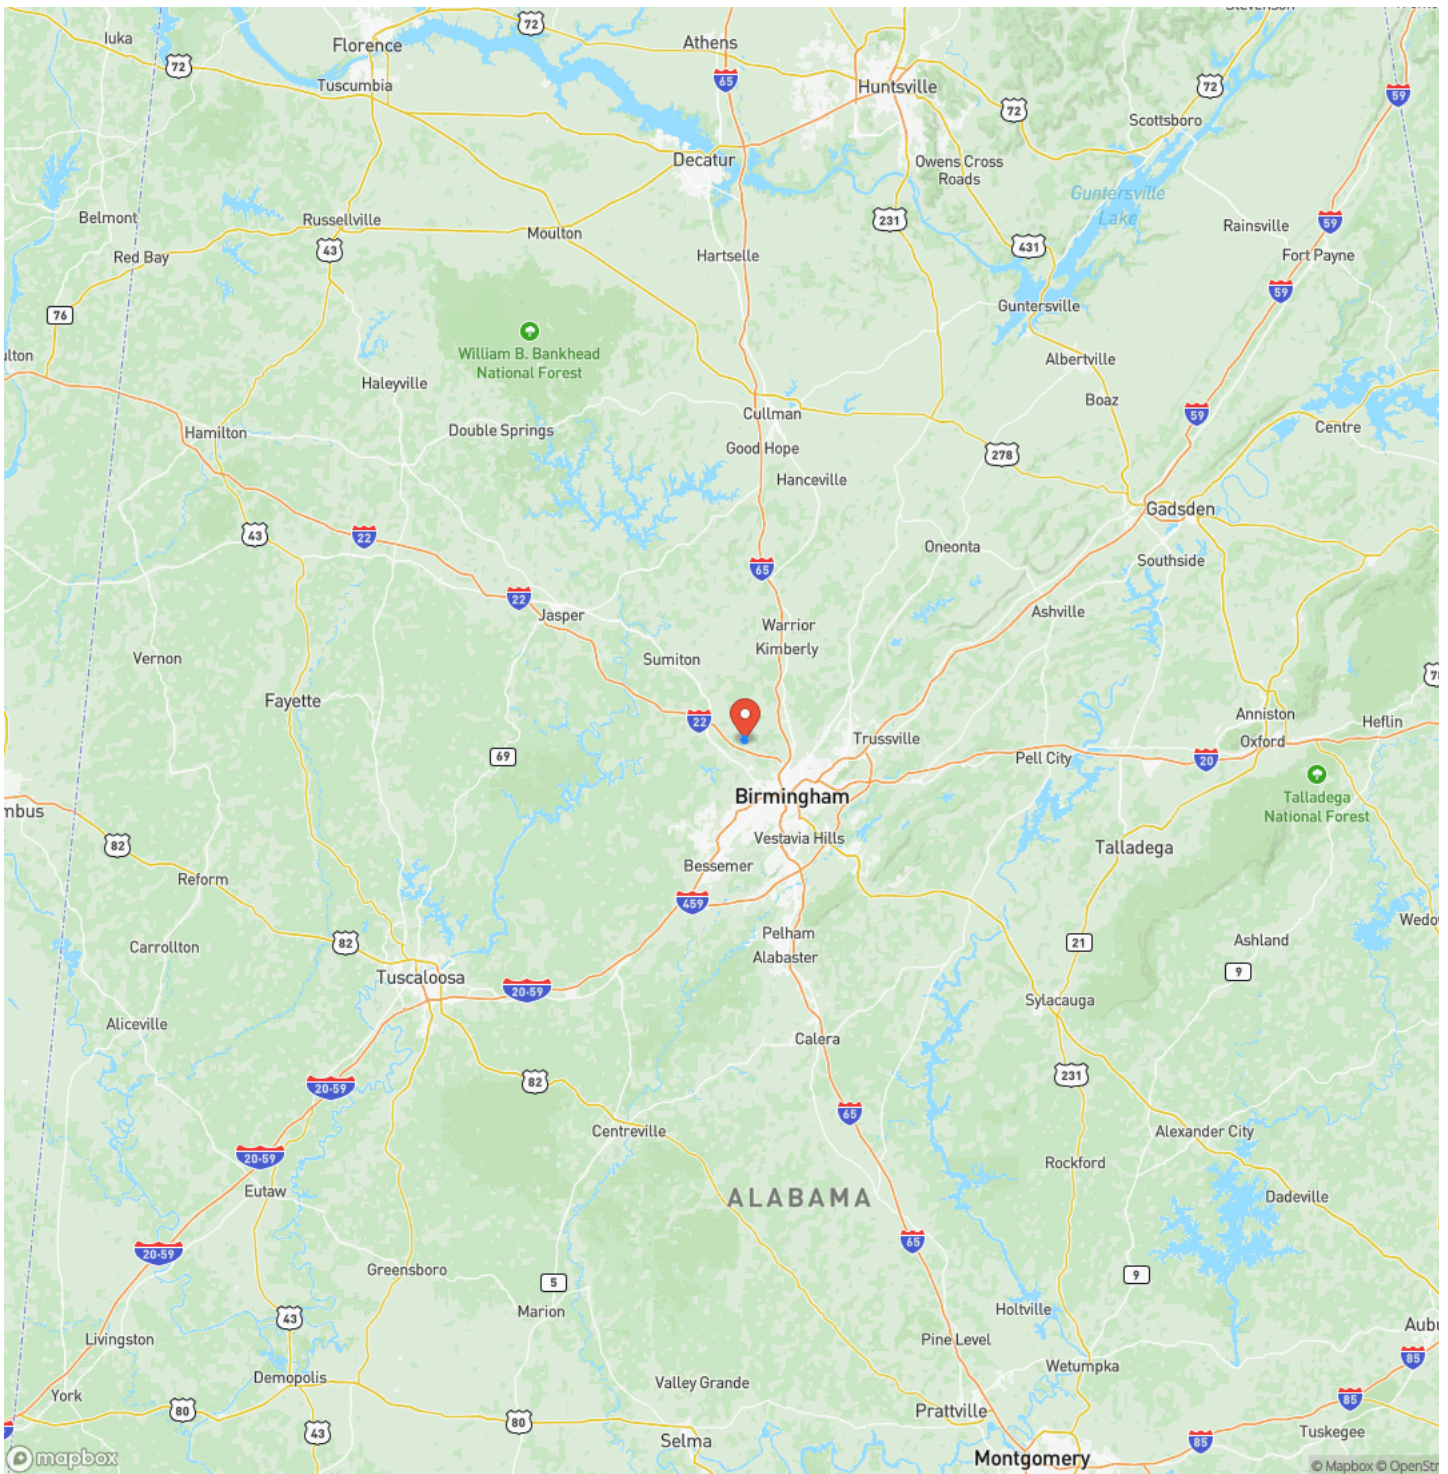 Stevenson
72
Iuka
Florence
Athens
72
65
Huntsville
72
59
Tuscumbia
72
Scottsboro
Decatur
Owens Cross
Roads
Guntersville
Lake
Belmont
Russellville
231
Rainsville
59
Moulton
43
431
Red Bay
Hartselle
Fort Payne
59
76
Guntersville
William B. Bankhead
National Forest
ulton
Albertville
Haleyville
Boaz
Cullman
59
Hamilton
Double Springs
Centre
Good Hope
278
Hanceville
Gadsden
43
22
Oneonta
Southside
65
22
Jasper
Ashville
Warrior
Kimberly
Vernon
Sumiton
78
Fayette
22
Anniston
Heflin
Trussville
Oxford
69
Pell City
20
Birmingham
Talladega
National Forest
mbus
82
Vestavia Hills
Talladega
Bessemer
Reform
459
Wedo
Pelham
82
Carrollton
21
Ashland
Alabaster
9
Tuscaloosa
20-59
Sylacauga
Aliceville
Calera
82
231
20-59
65
Centreville
Alexander City
20-59
Rockford
Eutaw
ALABAMA
Dadeville
65
20-59
Greensboro
5
9
Marion
Holtville
43
Livingston
Pine Level
Aubu
85
Wetumpka
Demopolis
Valley Grande
York
85
80
Prattville
80
43
Selma
Tuskegee
85
Montgomery
mapbox
© Mapbox © OpenStr